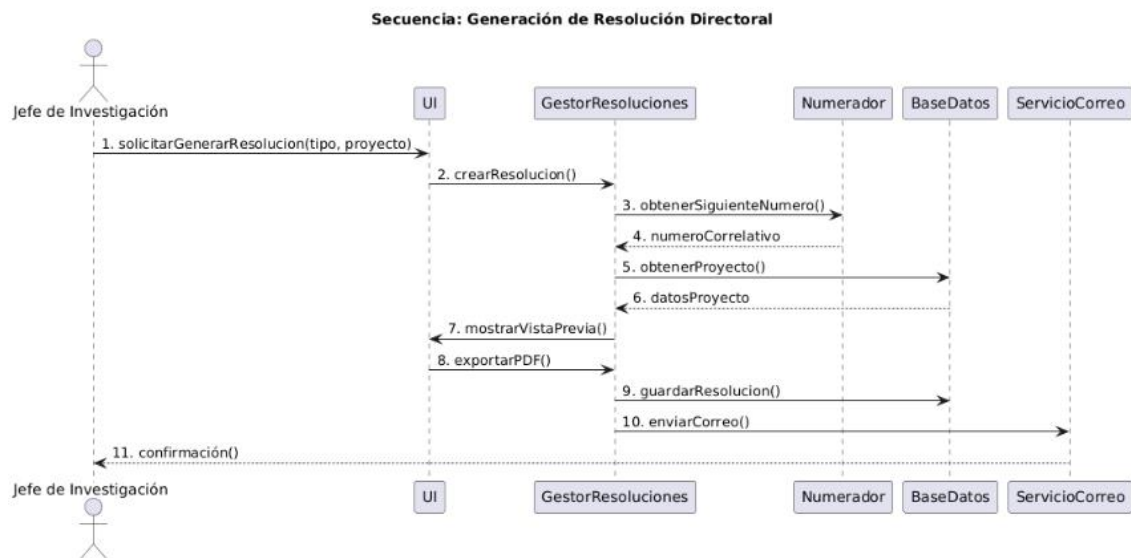 Secuencia: Generación de Resolución Directoral
Jefe de Investigación
UI
GestorResoluciones
Numerador
BaseDatos
ServicioCorreo
1. solicitarGenerarResolucion(tipo, proyecto)
2. crearResolucion()
3. obtenerSiguienteNumero()
4. numeroCorrelativo
5. obtenerProyecto()
6. datosProyecto
7. mostrarVistaPrevia()
8. exportarPDF()
9. guardarResolucion()
10. enviarCorreo()
11. confirmación()
Jefe de Investigación
UI
GestorResoluciones
Numerador
BaseDatos
ServicioCorreo